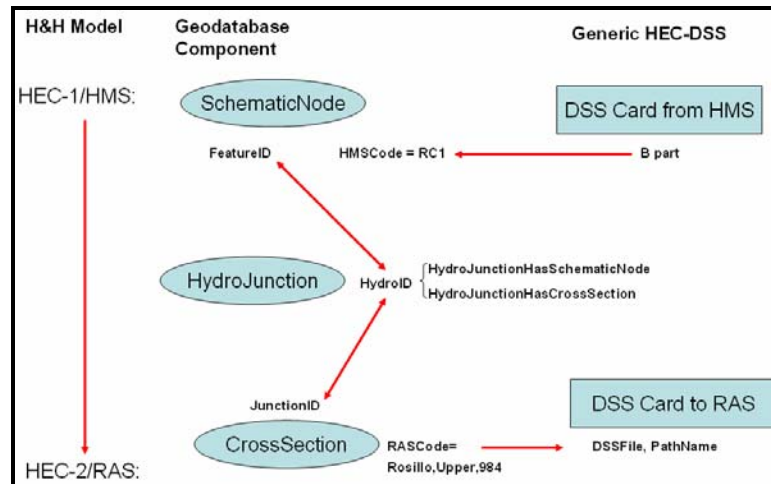 H&H Model
Geodatabase
Component
Generic HEC-DSS
HEC-1/HMS:
SchematicNode
DSS Card from HMS
FeatureID
HMSCode = RC1
B part
HydroJunction
HydroID
HydroJunctionHasSchematicNode
HydroJunctionHasCrossSection
JunctionID
DSS Card to RAS
CrossSection
RASCode=
Rosillo,Upper,984
DSSFile, PathName
HEC-2/RAS: